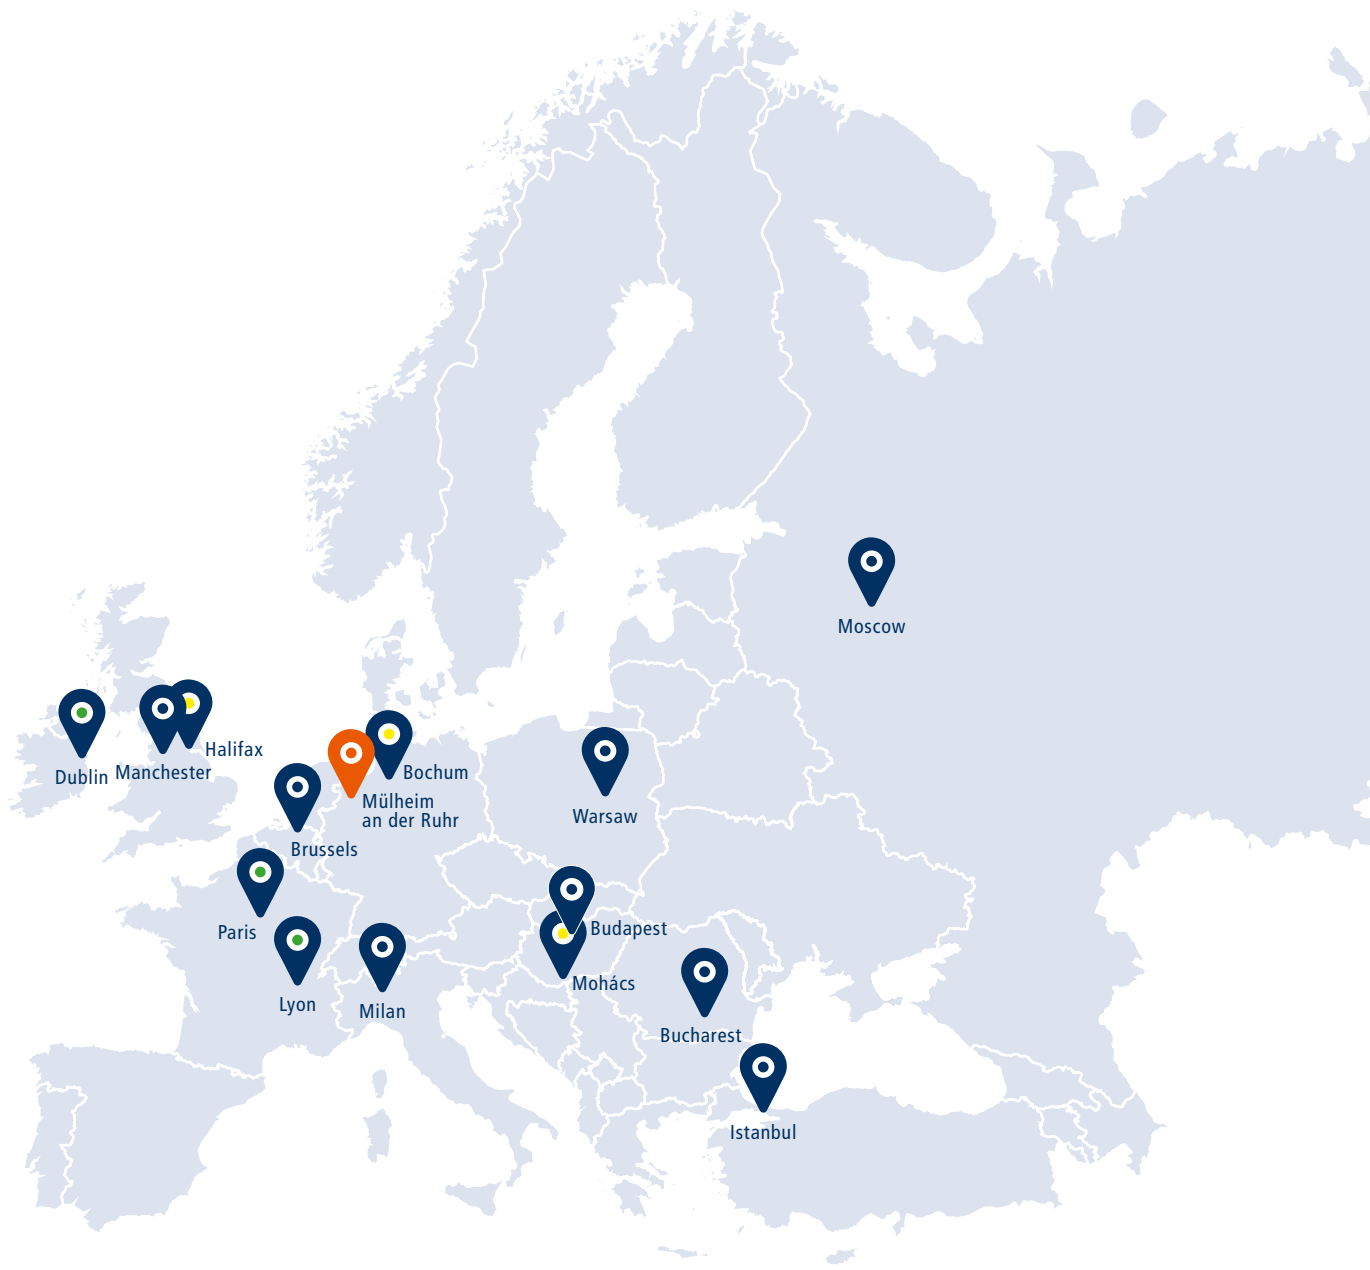 Moscow
Halifax
Dublin
Manchester
Bochum
Mülheim
an der Ruhr
Warsaw
Brussels
Paris
Budapest
Mohács
Lyon
Milan
Bucharest
Istanbul